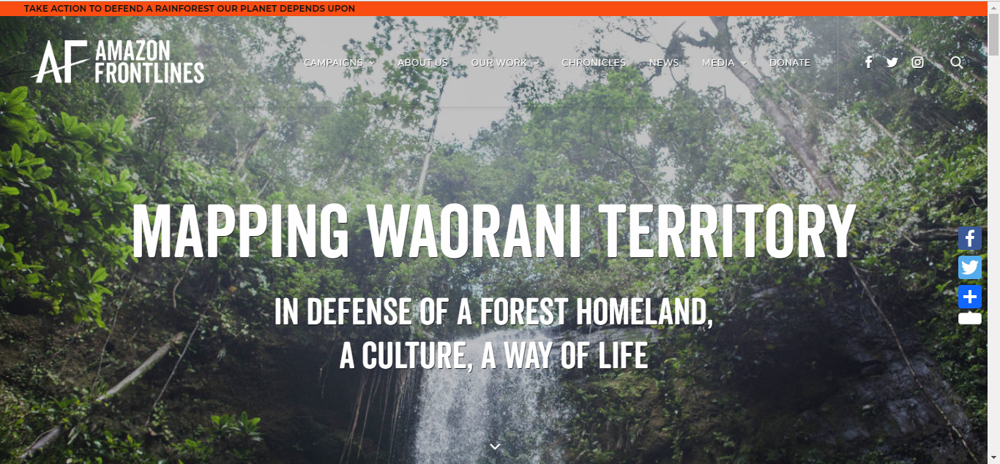 TAKE ACTION TO DEFEND A RAINFOREST OUR PLANET DEPENDS UPON
AF AMAZON
FRONTLINES
CAMPAIGNS ABOUT US OUR WORK CHRONICLES NEWS MEDIA DONATE
MAPPING WAORANI TERRITORY
IN DEFENSE OF A FOREST HOMELAND,
A CULTURE, A WAY OF LIFE